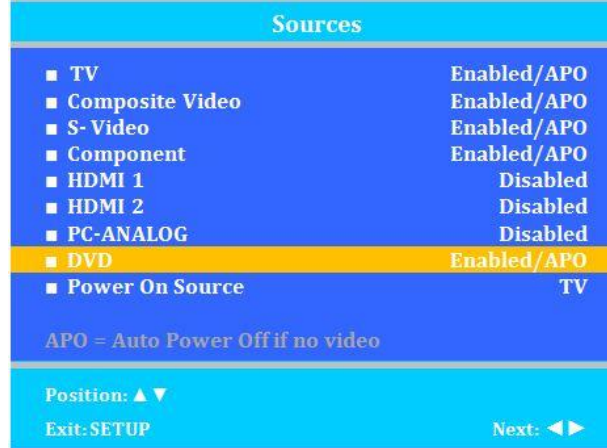 Sources
■ TV Enabled/APO
■ Composite Video Enabled/APO
■ S- Video Enabled/APO
■ Component Enabled/APO
■ HDMI 1 Disabled
■ HDMI 2 Disabled
■ PC-ANALOG Disabled
■ DVD Enabled/APO
■ Power On Source TV
APO = Auto Power Off if no video
Position: ▲ ▼
Exit: SETUP Next: ◀ ▶